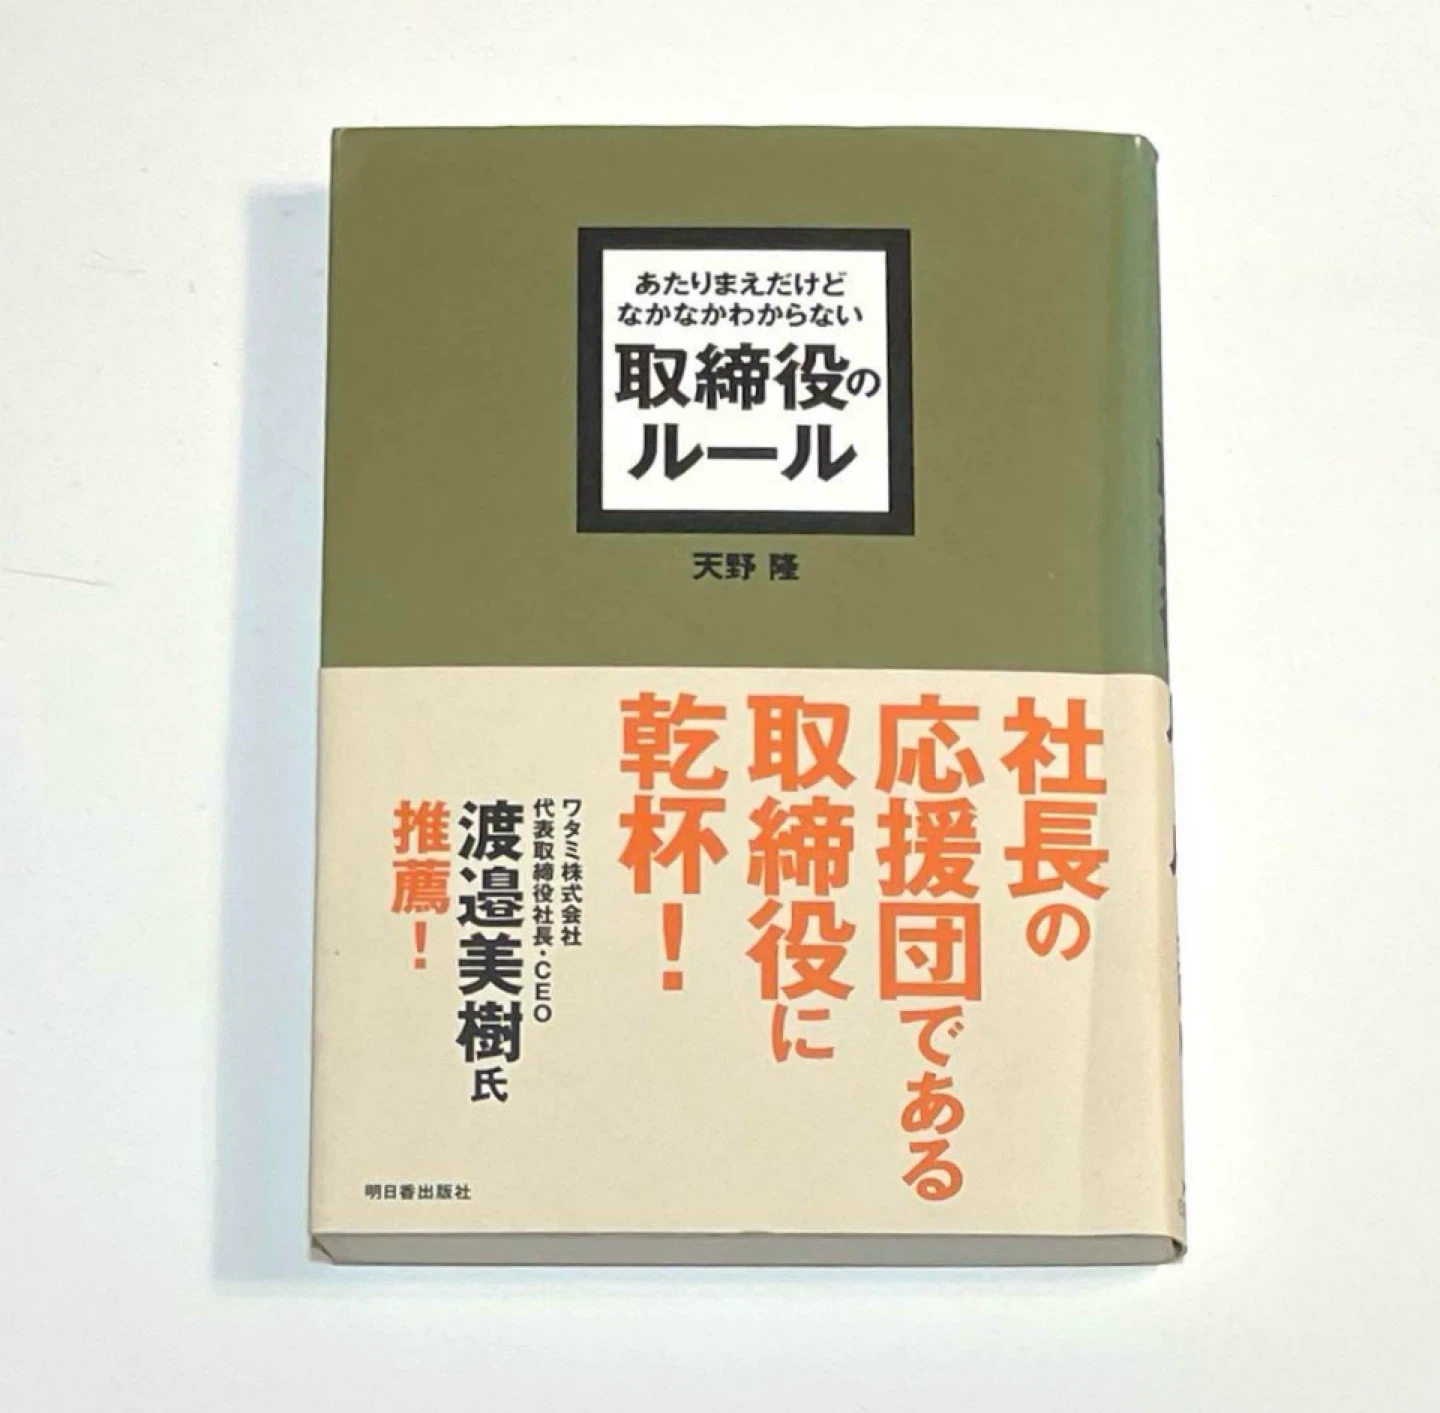 あたりまえだけど
なかなかわからない
取締役の
ルール
天野 隆
社長の
応援団である
取締役に
乾杯！
ワタミ株式会社
代表取締役社長・CEO
渡邉美樹氏
推薦！
明日香出版社